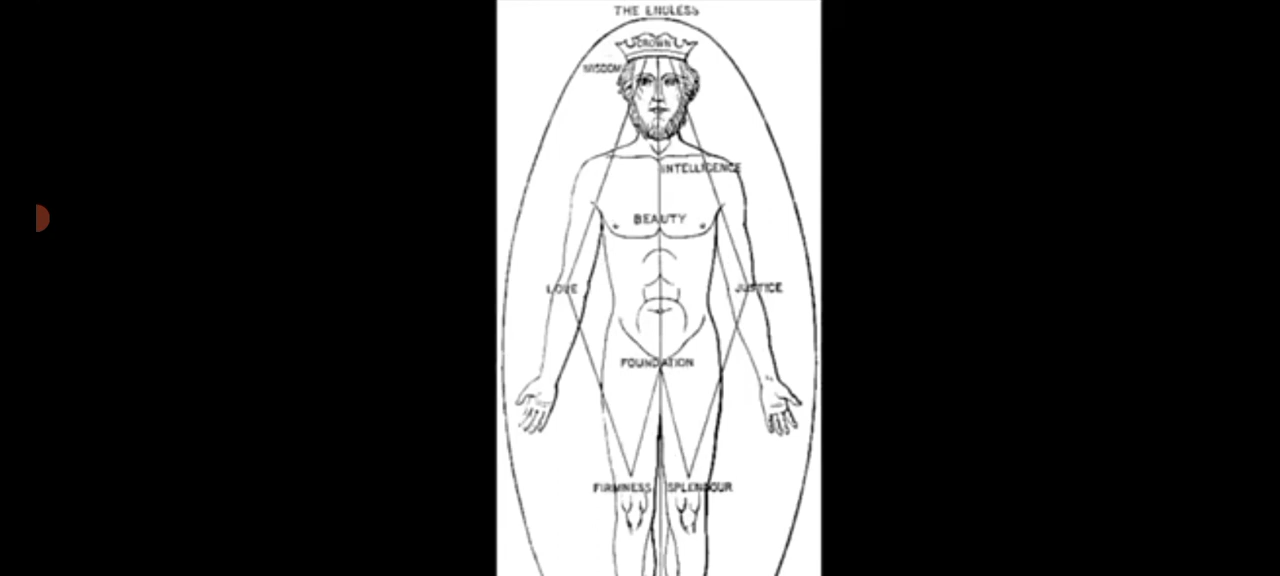 THE ENDLESS
CROWN
WISDOM
INTELLIGENCE
BEAUTY
LOVE
JUSTICE
FOUNDATION
FIRMNESS
SPLENDOUR